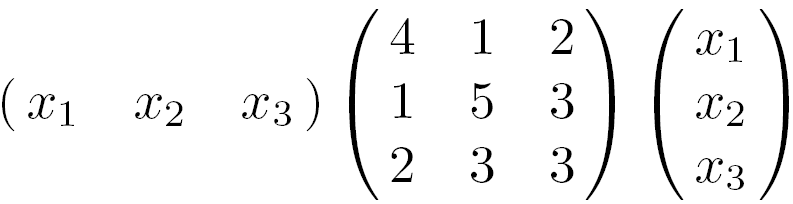 ( x₁ x₂ x₃ ) ( 4 1 2 ) ( x₁ )
( 1 5 3 ) ( x₂ )
( 2 3 3 ) ( x₃ )